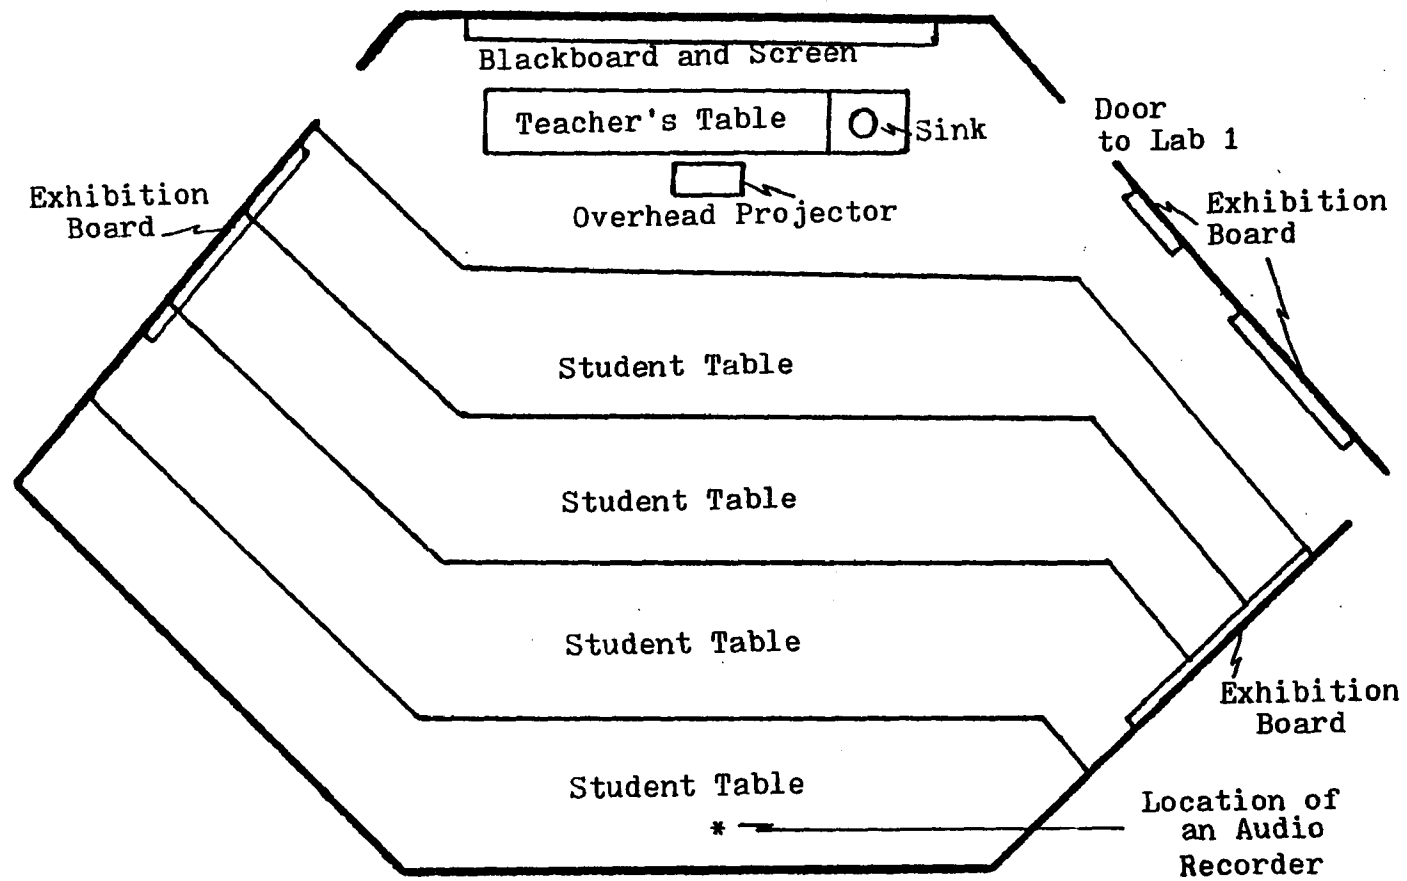 Blackboard and Screen
Teacher's Table
Sink
Door
to Lab 1
Exhibition
Board
Overhead Projector
Exhibition
Board
Student Table
Student Table
Student Table
Exhibition
Board
Student Table
*
Location of
an Audio
Recorder